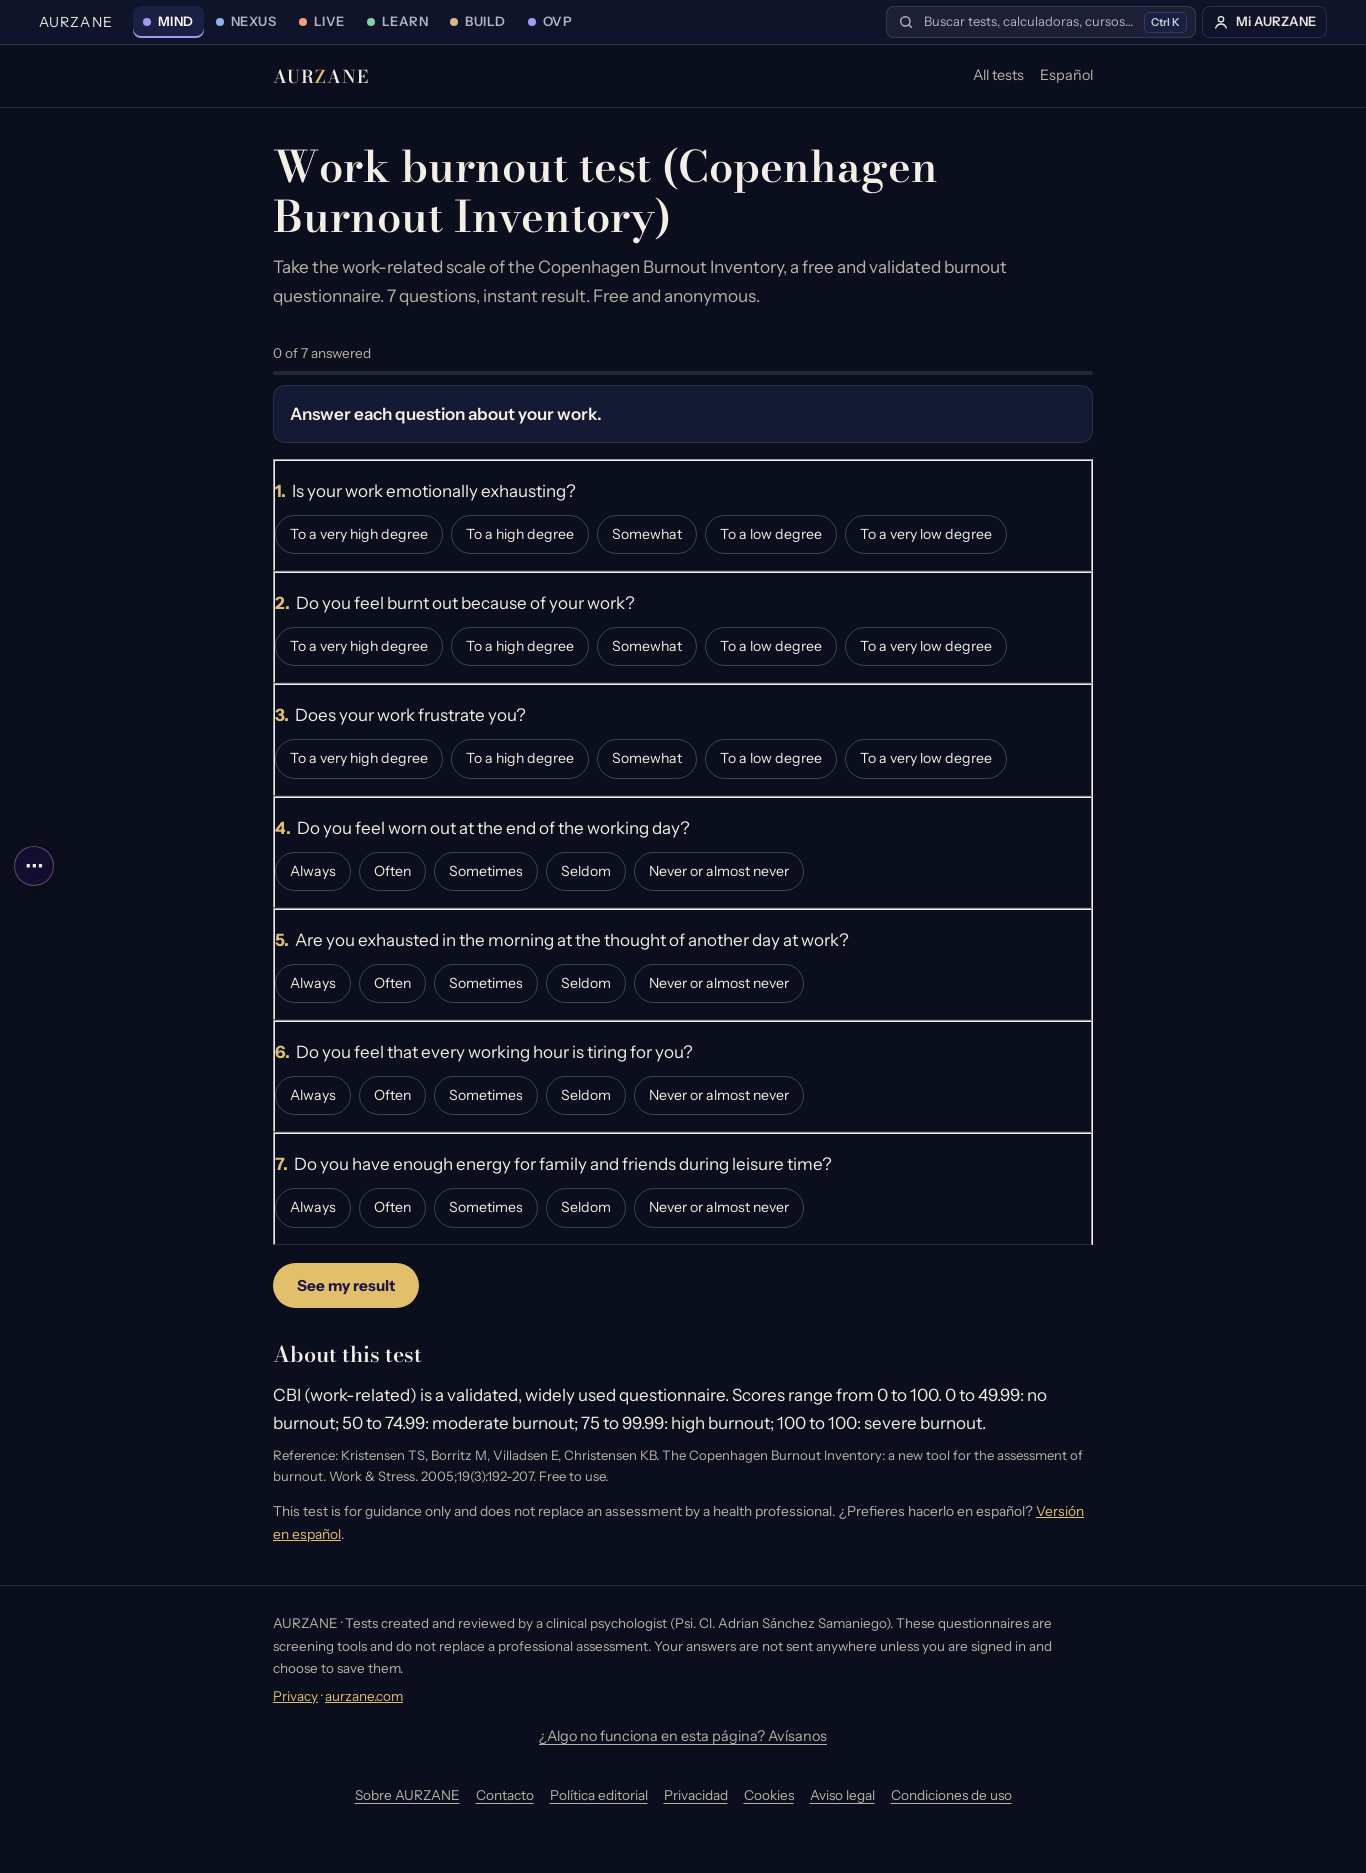 AURZANE MIND NEXUS LIVE LEARN BUILD OVP Buscar tests, calculadoras, cursos... Ctrl K Mi AURZANE
AURZANE All tests Español
Work burnout test (Copenhagen
Burnout Inventory)
Take the work-related scale of the Copenhagen Burnout Inventory, a free and validated burnout
questionnaire. 7 questions, instant result. Free and anonymous.
0 of 7 answered
Answer each question about your work.
1. Is your work emotionally exhausting?
To a very high degree To a high degree Somewhat To a low degree To a very low degree
2. Do you feel burnt out because of your work?
To a very high degree To a high degree Somewhat To a low degree To a very low degree
3. Does your work frustrate you?
To a very high degree To a high degree Somewhat To a low degree To a very low degree
4. Do you feel worn out at the end of the working day?
Always Often Sometimes Seldom Never or almost never
5. Are you exhausted in the morning at the thought of another day at work?
Always Often Sometimes Seldom Never or almost never
6. Do you feel that every working hour is tiring for you?
Always Often Sometimes Seldom Never or almost never
7. Do you have enough energy for family and friends during leisure time?
Always Often Sometimes Seldom Never or almost never
See my result
About this test
CBI (work-related) is a validated, widely used questionnaire. Scores range from 0 to 100. 0 to 49.99: no
burnout; 50 to 74.99: moderate burnout; 75 to 99.99: high burnout; 100 to 100: severe burnout.
Reference: Kristensen TS, Borritz M, Villadsen E, Christensen KB. The Copenhagen Burnout Inventory: a new tool for the assessment of
burnout. Work & Stress. 2005;19(3):192-207. Free to use.
This test is for guidance only and does not replace an assessment by a health professional. ¿Prefieres hacerlo en español? Versión
en español.
AURZANE · Tests created and reviewed by a clinical psychologist (Psi. Cl. Adrian Sánchez Samaniego). These questionnaires are
screening tools and do not replace a professional assessment. Your answers are not sent anywhere unless you are signed in and
choose to save them.
Privacy · aurzane.com
¿Algo no funciona en esta página? Avísanos
Sobre AURZANE Contacto Política editorial Privacidad Cookies Aviso legal Condiciones de uso